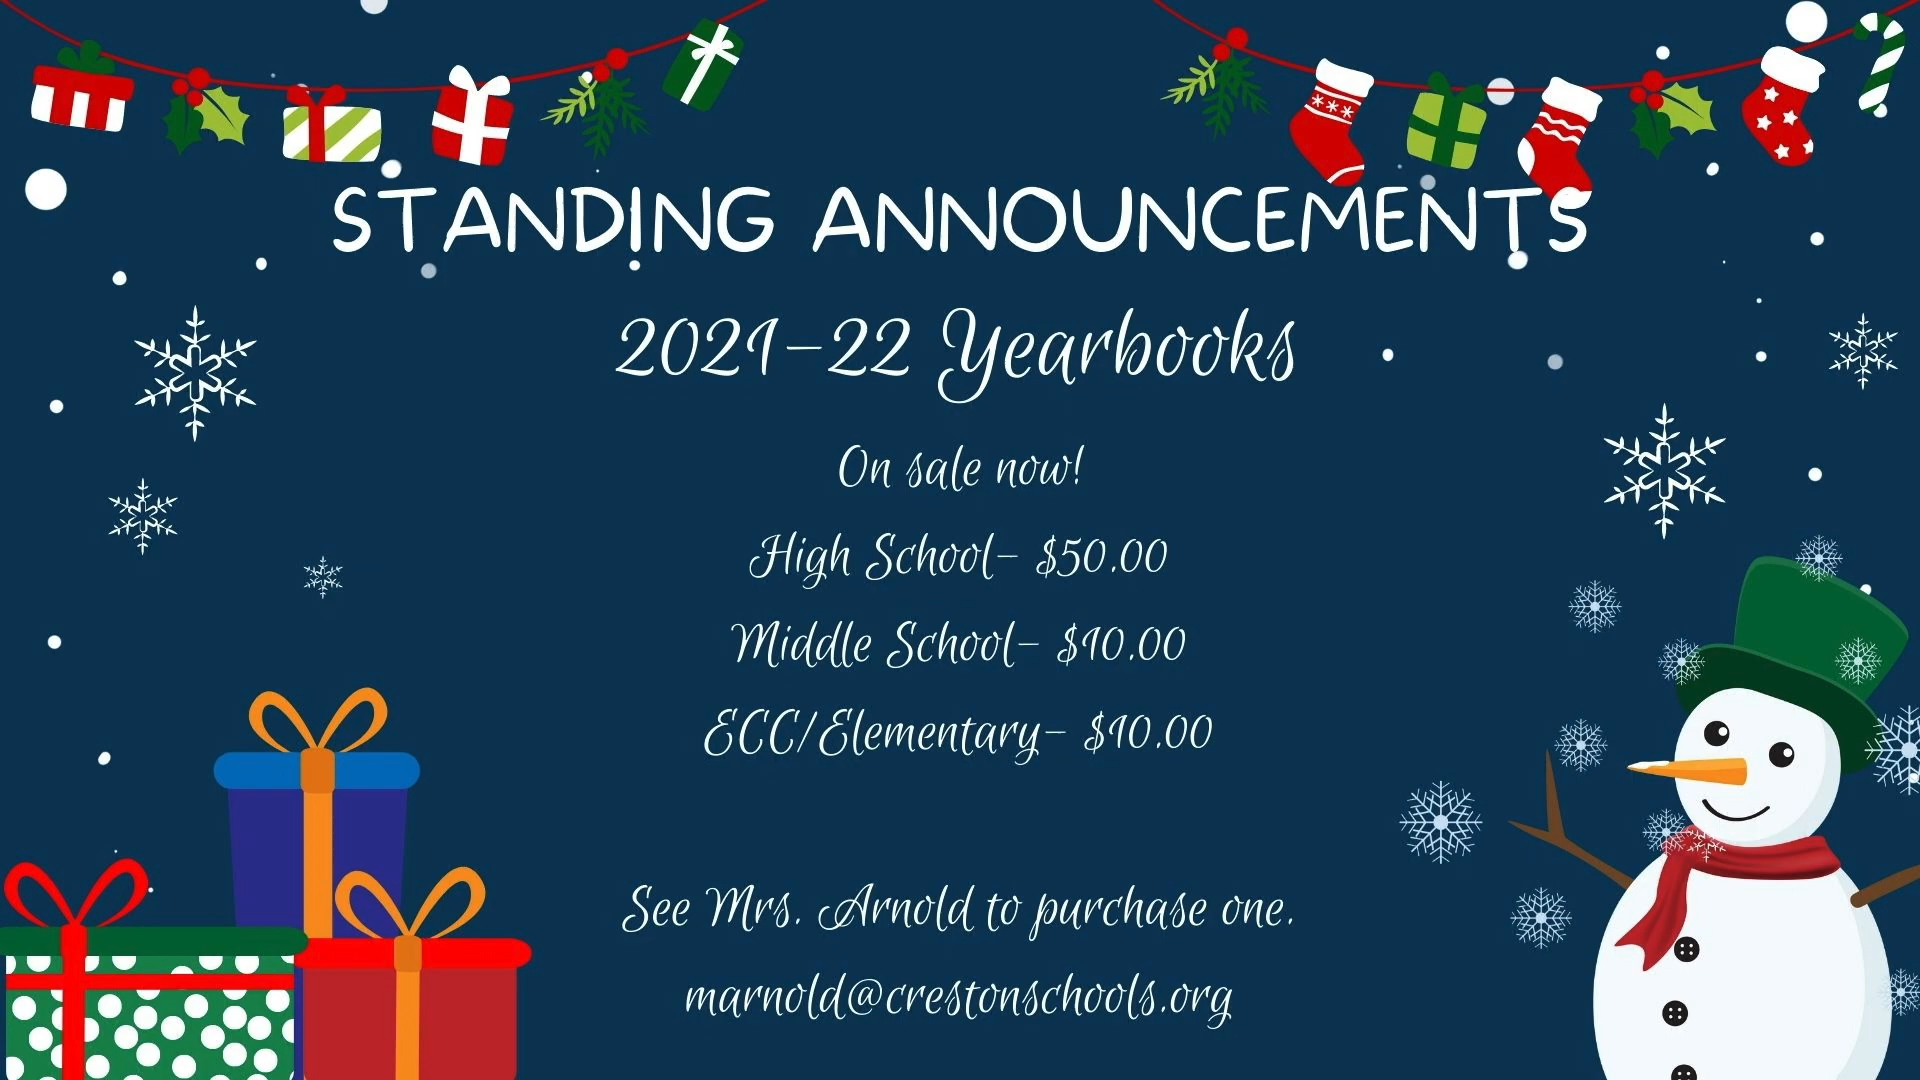 STANDING ANNOUNCEMENTS
2021-22 Yearbooks
On sale now!
High School- $50.00
Middle School- $10.00
ECC/Elementary- $10.00
See Mrs. Arnold to purchase one.
marnold@crestonschools.org